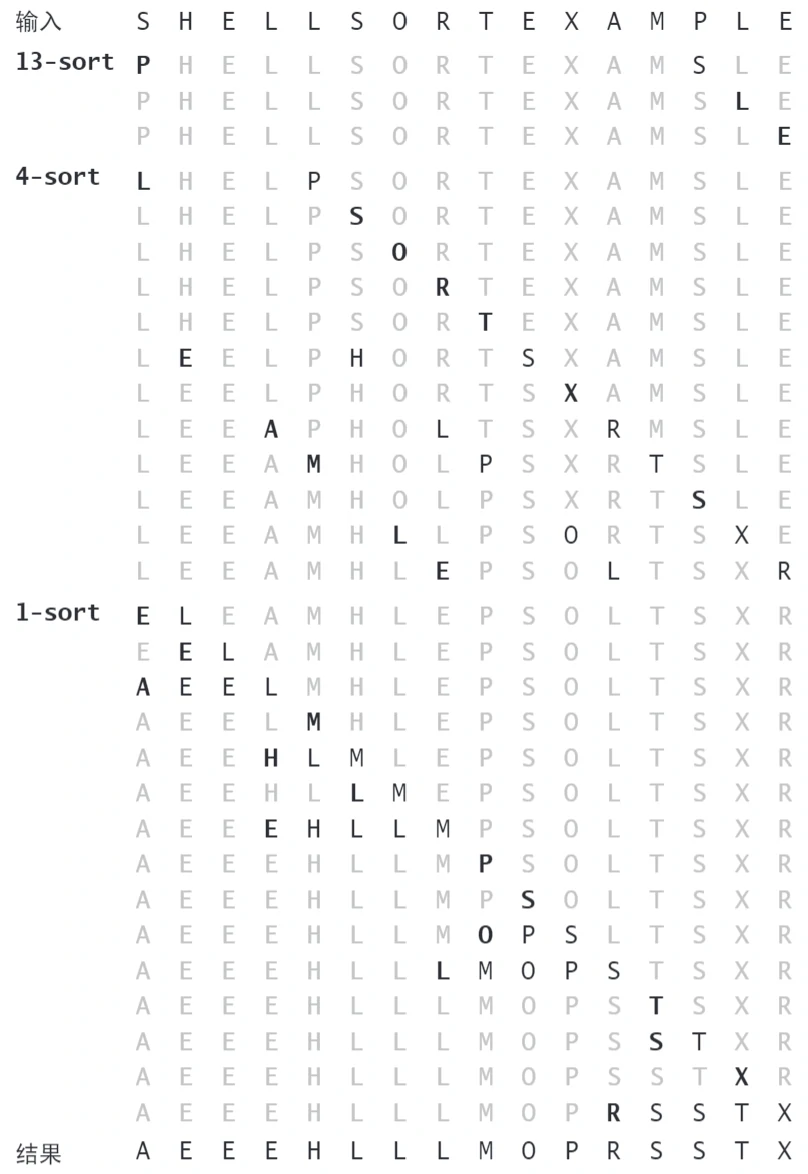 输入 S H E L L S O R T E X A M P L E
13-sort P H E L L S O R T E X A M S L E
P H E L L S O R T E X A M S L E
P H E L L S O R T E X A M S L E
4-sort L H E L P S O R T E X A M S L E
L H E L P S O R T E X A M S L E
L H E L P S O R T E X A M S L E
L H E L P S O R T E X A M S L E
L H E L P S O R T E X A M S L E
L E E L P H O R T S X A M S L E
L E E L P H O R T S X A M S L E
L E E A P H O L T S X R M S L E
L E E A M H O L P S X R T S L E
L E E A M H O L P S X R T S L E
L E E A M H L L P S O R T S X E
L E E A M H L E P S O L T S X R
1-sort E L E A M H L E P S O L T S X R
E E L A M H L E P S O L T S X R
A E E L M H L E P S O L T S X R
A E E L M H L E P S O L T S X R
A E E H L M L E P S O L T S X R
A E E H L L M E P S O L T S X R
A E E E H L L M P S O L T S X R
A E E E H L L M P S O L T S X R
A E E E H L L M P S O L T S X R
A E E E H L L M O P S L T S X R
A E E E H L L L M O P S T S X R
A E E E H L L L M O P S T S X R
A E E E H L L L M O P S S T X R
A E E E H L L L M O P S S T X R
A E E E H L L L M O P R S S T X
结果 A E E E H L L L M O P R S S T X